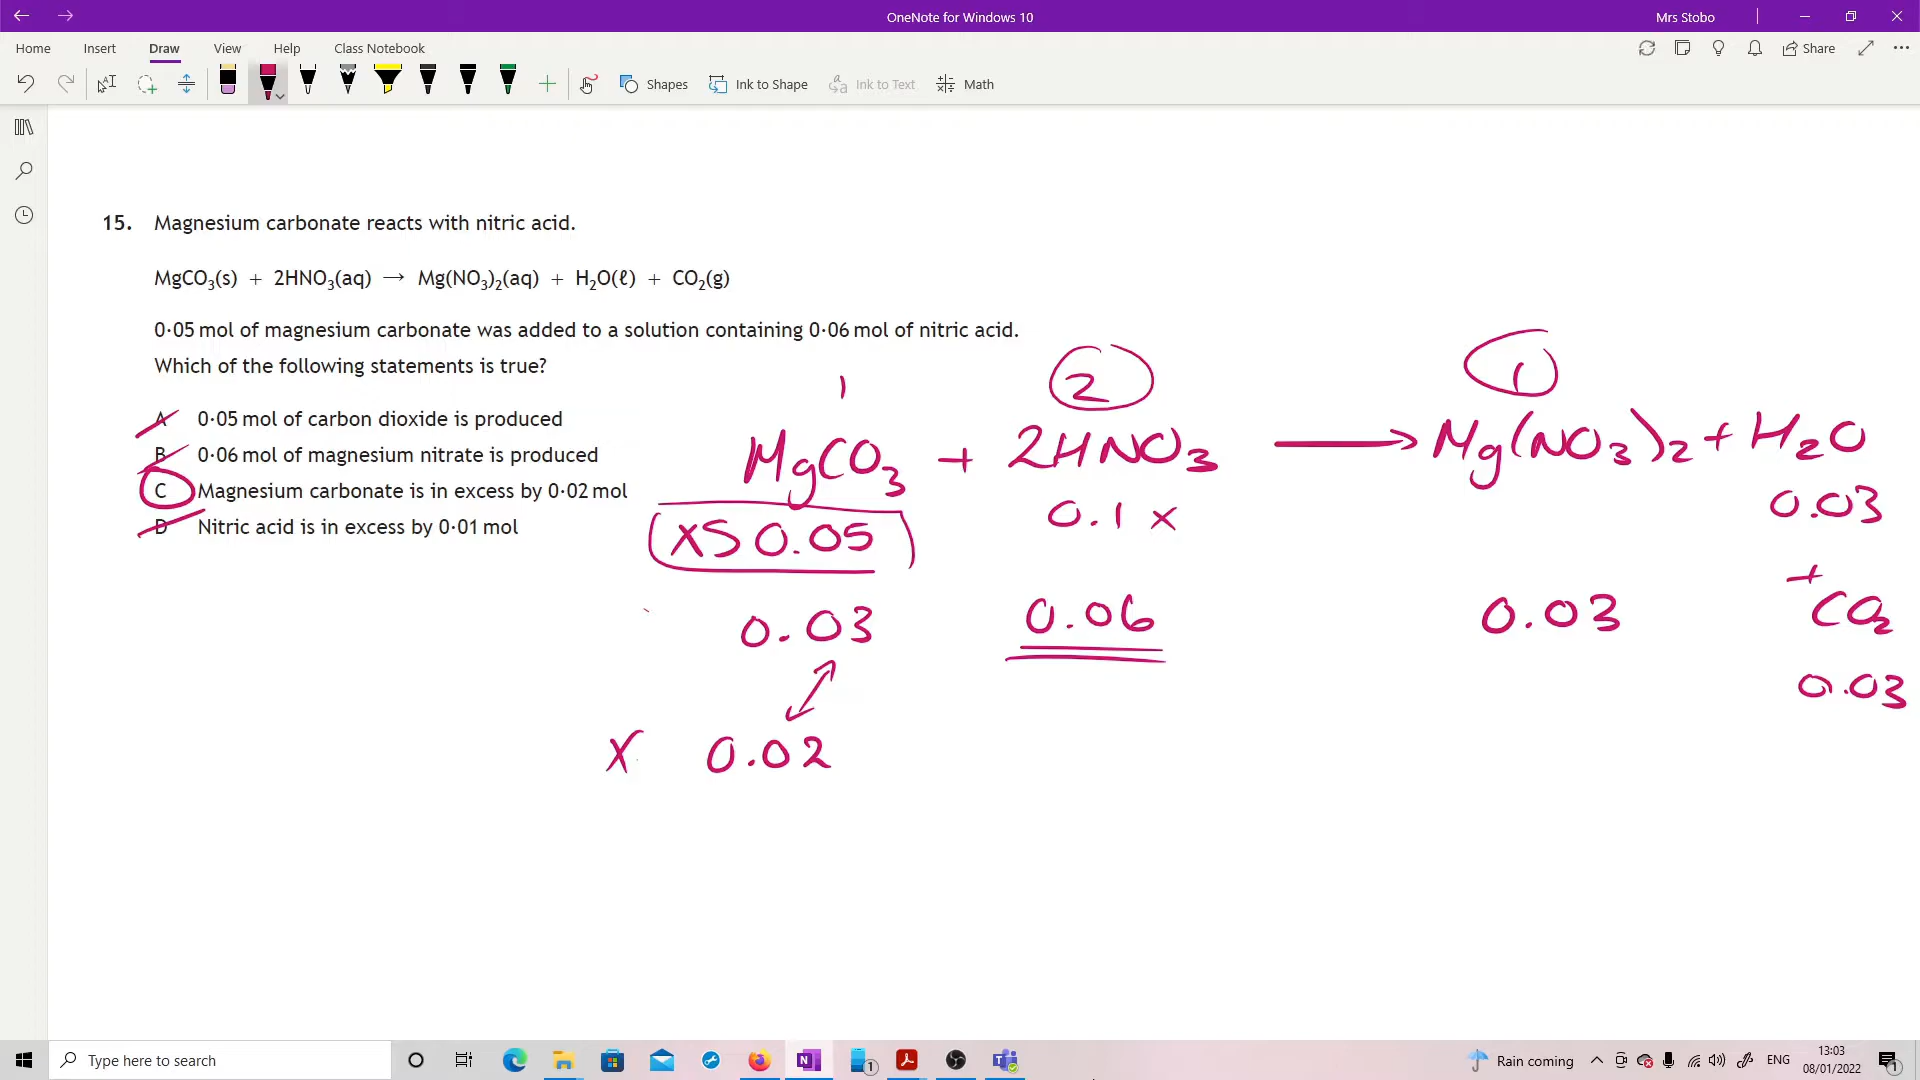 OneNote for Windows 10
Mrs Stobo
Home Insert Draw View Help Class Notebook
Share
Shapes Ink to Shape Ink to Text Math
15. Magnesium carbonate reacts with nitric acid.
MgCO₃(s) + 2HNO₃(aq) → Mg(NO₃)₂(aq) + H₂O(ℓ) + CO₂(g)
0·05 mol of magnesium carbonate was added to a solution containing 0·06 mol of nitric acid.
Which of the following statements is true?
A 0·05 mol of carbon dioxide is produced
B 0·06 mol of magnesium nitrate is produced
C Magnesium carbonate is in excess by 0·02 mol
D Nitric acid is in excess by 0·01 mol
1 2 1
MgCO₃ + 2HNO₃ → Mg(NO₃)₂ + H₂O
XS 0.05 0.1 x 0.03
+
0.03 0.06 0.03 CO₂
0.03
X 0.02
Type here to search
Rain coming
ENG
13:03
08/01/2022
1
1